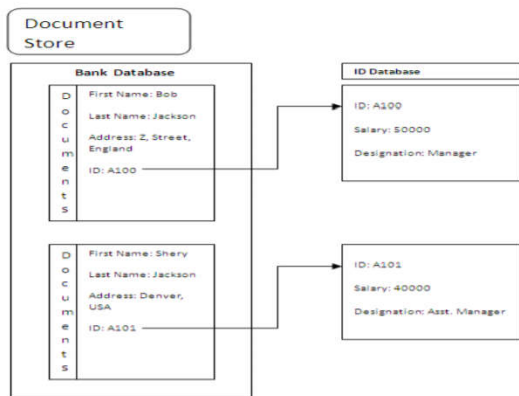 Document
Store
Bank Database
Documents
First Name: Bob
Last Name: Jackson
Address: Z, Street,
England
ID: A100
Documents
First Name: Shery
Last Name: Jackson
Address: Denver,
USA
ID: A101
ID Database
ID: A100
Salary: 50000
Designation: Manager
ID: A101
Salary: 40000
Designation: Asst. Manager